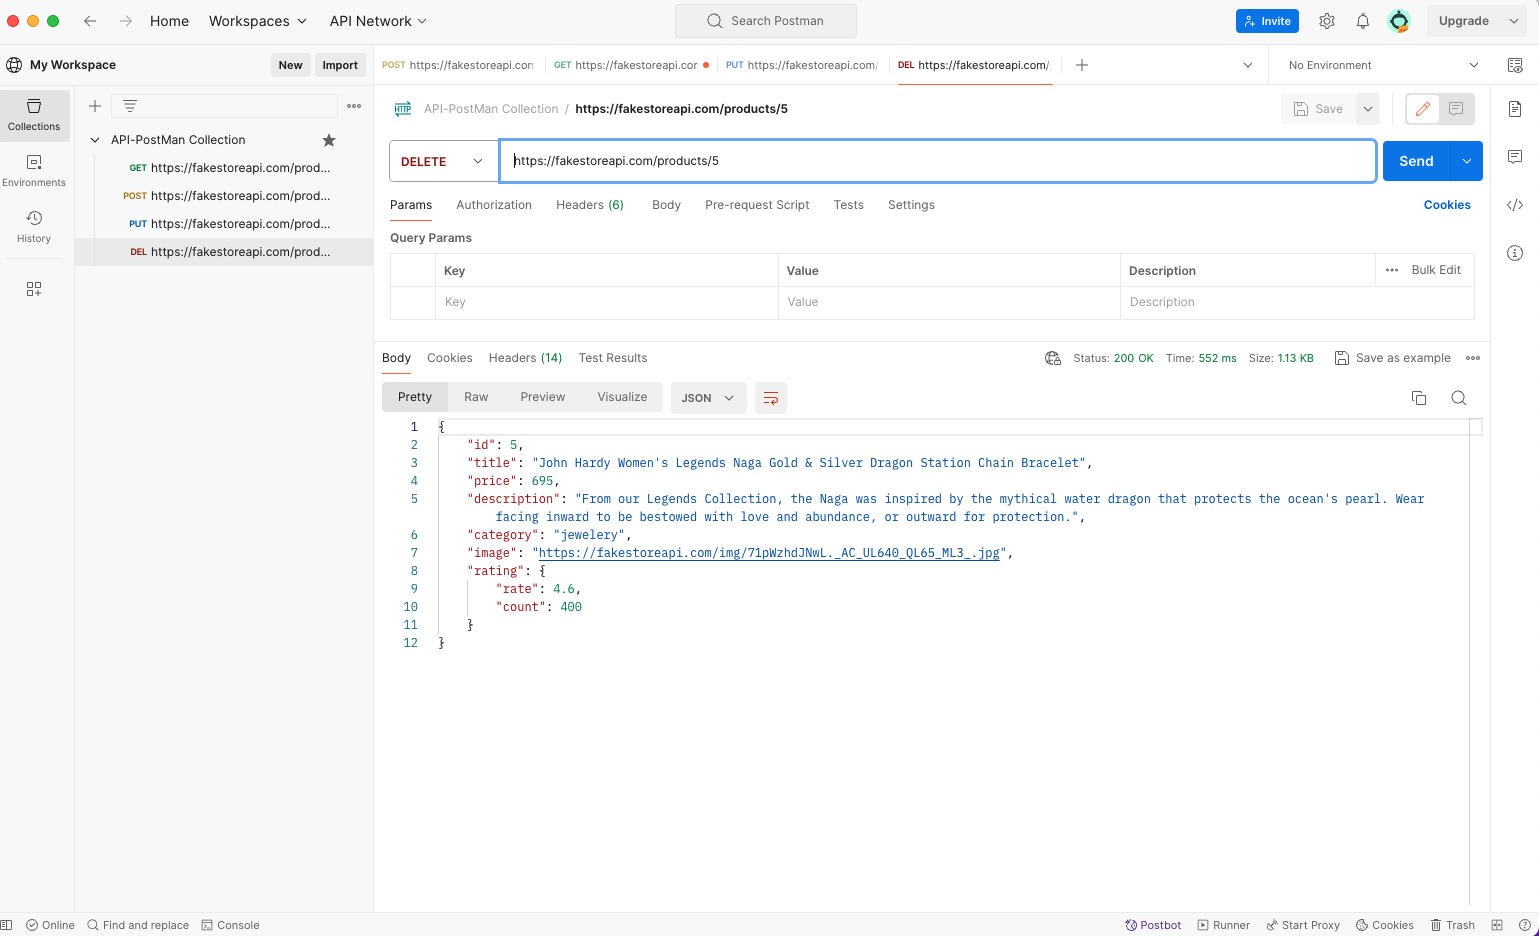 Home Workspaces API Network Search Postman Invite Upgrade
My Workspace New Import
POST https://fakestoreapi.con GET https://fakestoreapi.cor PUT https://fakestoreapi.com/ DEL https://fakestoreapi.com/ No Environment
Collections
Environments
History
API-PostMan Collection
GET https://fakestoreapi.com/prod...
POST https://fakestoreapi.com/prod...
PUT https://fakestoreapi.com/prod...
DEL https://fakestoreapi.com/prod...
HTTP API-PostMan Collection / https://fakestoreapi.com/products/5 Save
DELETE https://fakestoreapi.com/products/5 Send
Params Authorization Headers (6) Body Pre-request Script Tests Settings Cookies
Query Params
Key Value Description Bulk Edit
Key Value Description
Body Cookies Headers (14) Test Results Status: 200 OK Time: 552 ms Size: 1.13 KB Save as example
Pretty Raw Preview Visualize JSON
1 {
2 "id": 5,
3 "title": "John Hardy Women's Legends Naga Gold & Silver Dragon Station Chain Bracelet",
4 "price": 695,
5 "description": "From our Legends Collection, the Naga was inspired by the mythical water dragon that protects the ocean's pearl. Wear
facing inward to be bestowed with love and abundance, or outward for protection.",
6 "category": "jewelery",
7 "image": "https://fakestoreapi.com/img/71pWzhdJNwL._AC_UL640_QL65_ML3_.jpg",
8 "rating": {
9 "rate": 4.6,
10 "count": 400
11 }
12 }
Online Find and replace Console Postbot Runner Start Proxy Cookies Trash